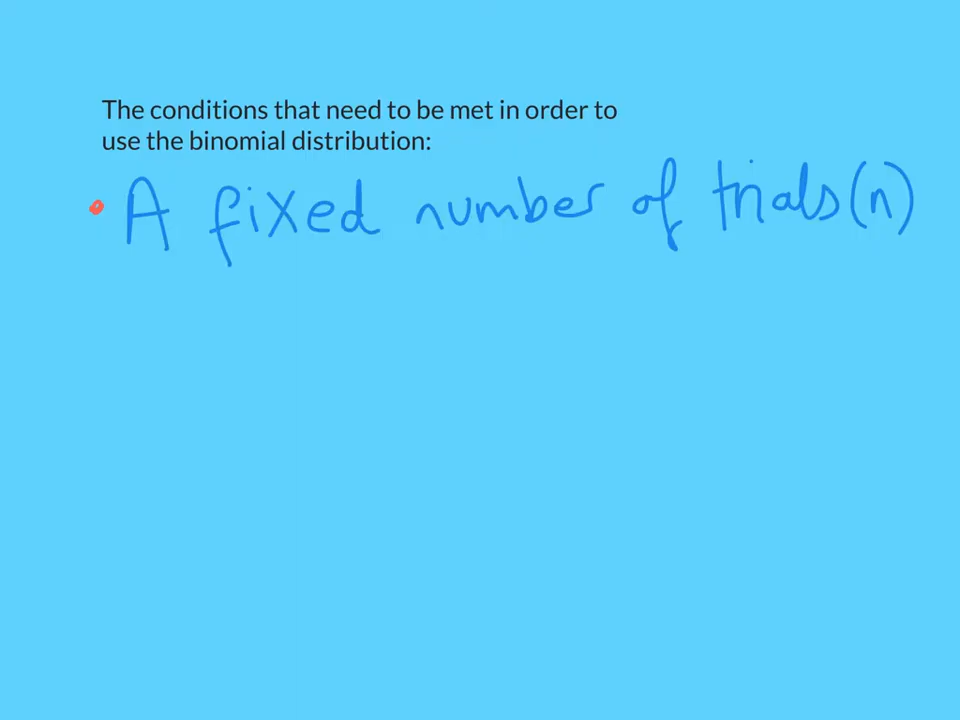 The conditions that need to be met in order to
use the binomial distribution:
• A fixed number of trials (n)